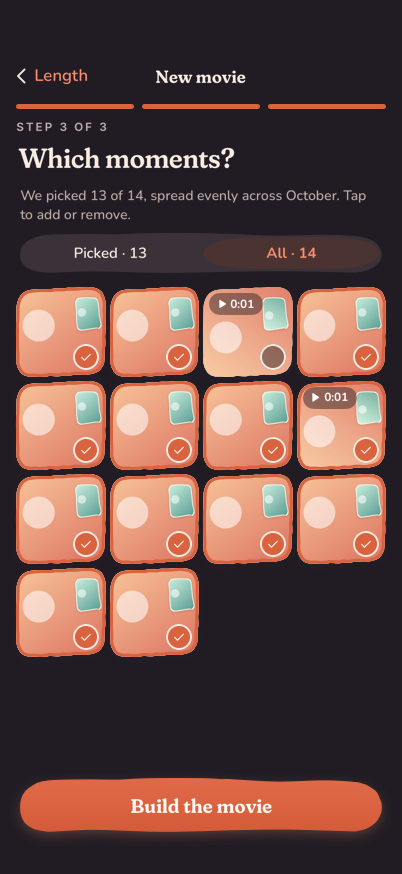 Length
New movie
STEP 3 OF 3
Which moments?
We picked 13 of 14, spread evenly across October. Tap
to add or remove.
Picked · 13
All · 14
0:01
0:01
Build the movie